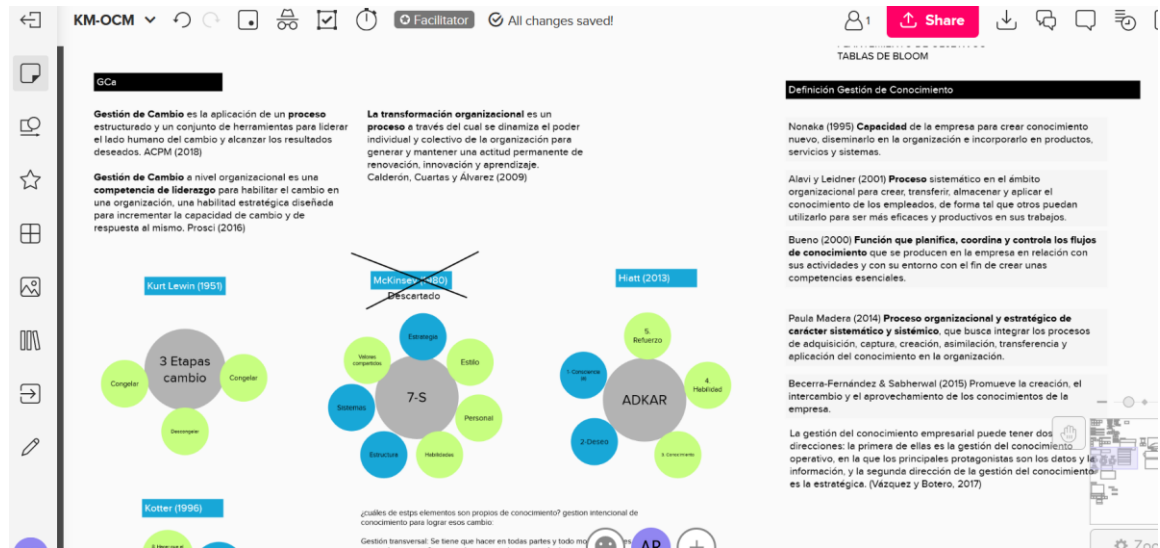 KM-OCM
Facilitator
All changes saved!
1
Share
TABLAS DE BLOOM
GCa
Gestión de Cambio es la aplicación de un proceso
estructurado y un conjunto de herramientas para liderar
el lado humano del cambio y alcanzar los resultados
deseados. ACPM (2018)
Gestión de Cambio a nivel organizacional es una
competencia de liderazgo para habilitar el cambio en
una organización, una habilidad estratégica diseñada
para incrementar la capacidad de cambio y de
respuesta al mismo. Prosci (2016)
La transformación organizacional es un
proceso a través del cual se dinamiza el poder
individual y colectivo de la organización para
generar y mantener una actitud permanente de
renovación, innovación y aprendizaje.
Calderón, Cuartas y Álvarez (2009)
Definición Gestión de Conocimiento
Nonaka (1995) Capacidad de la empresa para crear conocimiento
nuevo, diseminarlo en la organización e incorporarlo en productos,
servicios y sistemas.
Alavi y Leidner (2001) Proceso sistemático en el ámbito
organizacional para crear, transferir, almacenar y aplicar el
conocimiento de los empleados, de forma tal que otros puedan
utilizarlo para ser más eficaces y productivos en sus trabajos.
Bueno (2000) Función que planifica, coordina y controla los flujos
de conocimiento que se producen en la empresa en relación con
sus actividades y con su entorno con el fin de crear unas
competencias esenciales.
Paula Madera (2014) Proceso organizacional y estratégico de
carácter sistemático y sistémico, que busca integrar los procesos
de adquisición, captura, creación, asimilación, transferencia y
aplicación del conocimiento en la organización.
Becerra-Fernández & Sabherwal (2015) Promueve la creación, el
intercambio y el aprovechamiento de los conocimientos de la
empresa.
La gestión del conocimiento empresarial puede tener dos
direcciones: la primera de ellas es la gestión del conocimiento
operativo, en la que los principales protagonistas son los datos y la
información, y la segunda dirección de la gestión del conocimiento
es la estratégica. (Vázquez y Botero, 2017)
Kurt Lewin (1951)
3 Etapas
cambio
Congelar
Congelar
Descongelar
McKinsey (1980)
Descartado
7-S
Estrategia
Estilo
Personal
Habilidades
Estructura
Sistemas
Valores
compartidos
Hiatt (2013)
ADKAR
5.
Refuerzo
4.
Habilidad
3. Conocimiento
2-Deseo
1. Consciencia
Kotter (1996)
¿cuáles de estps elementos son propios de conocimiento? gestion intencional de
conocimiento para lograr esos cambio:
Gestión transversal: Se tiene que hacer en todas partes y todo
AR